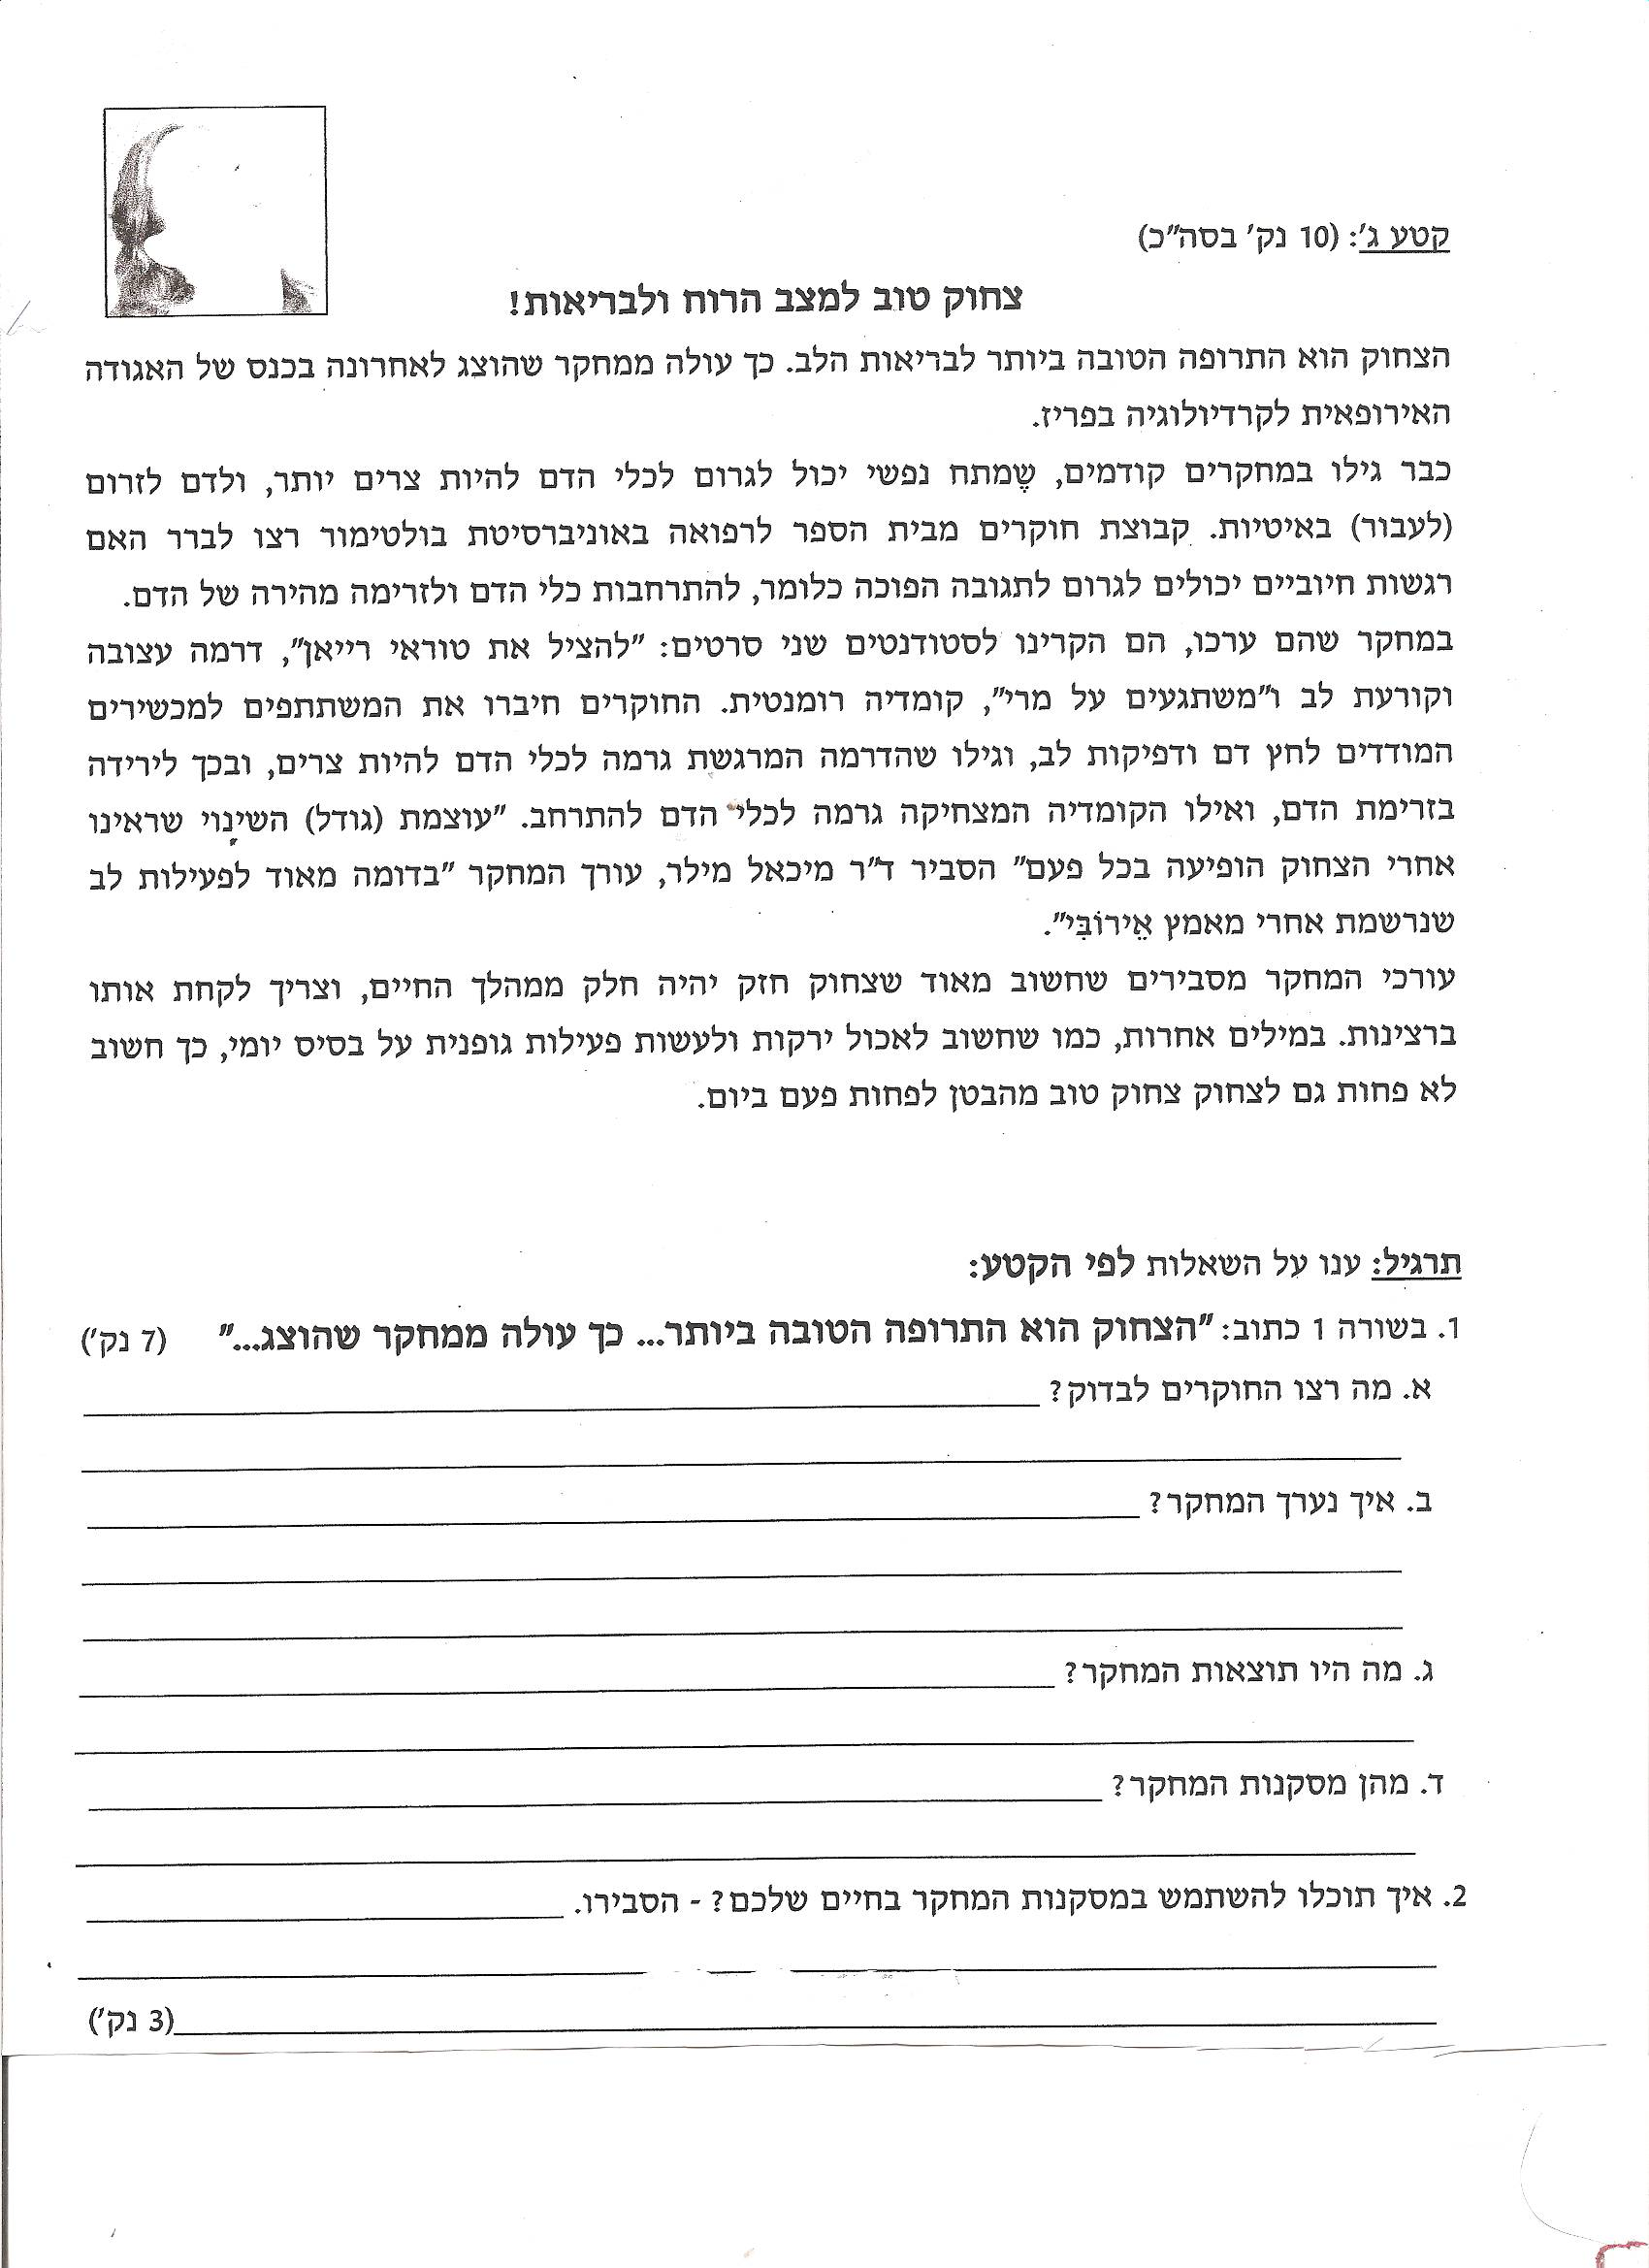 קטע ג': (10 נק' בסה"כ)
צחוק טוב למצב הרוח ולבריאות!
הצחוק הוא התרופה הטובה ביותר לבריאות הלב. כך עולה ממחקר שהוצג לאחרונה בכנס של האגודה
האירופאית לקרדיולוגיה בפריז.
כבר גילו במחקרים קודמים, שֶמתח נפשי יכול לגרום לכלי הדם להיות צרים יותר, ולדם לזרום
(לעבור) באיטיות. קבוצת חוקרים מבית הספר לרפואה באוניברסיטת בולטימור רצו לברר האם
רגשות חיוביים יכולים לגרום לתגובה הפוכה כלומר, להתרחבות כלי הדם ולזרימה מהירה של הדם.
במחקר שהם ערכו, הם הקרינו לסטודנטים שני סרטים: "להציל את טוראי רייאן", דרמה עצובה
וקורעת לב ו"משתגעים על מרי", קומדיה רומנטית. החוקרים חיברו את המשתתפים למכשירים
המודדים לחץ דם ודפיקות לב, וגילו שהדרמה המרגשת גרמה לכלי הדם להיות צרים, ובכך לירידה
בזרימת הדם, ואילו הקומדיה המצחיקה גרמה לכלי הדם להתרחב. "עוצמת (גודל) השינוי שראינו
אחרי הצחוק הופיעה בכל פעם" הסביר ד"ר מיכאל מילר, עורך המחקר "בדומה מאוד לפעילות לב
שנרשמת אחרי מאמץ אֵירוֹבִּי".
עורכי המחקר מסבירים שחשוב מאוד שצחוק חזק יהיה חלק ממהלך החיים, וצריך לקחת אותו
ברצינות. במילים אחרות, כמו שחשוב לאכול ירקות ולעשות פעילות גופנית על בסיס יומי, כך חשוב
לא פחות גם לצחוק צחוק טוב מהבטן לפחות פעם ביום.
תרגיל: ענו על השאלות לפי הקטע:
1. בשורה 1 כתוב: "הצחוק הוא התרופה הטובה ביותר... כך עולה ממחקר שהוצג..." (7 נק')
א. מה רצו החוקרים לבדוק?
ב. איך נערך המחקר?
ג. מה היו תוצאות המחקר?
ד. מהן מסקנות המחקר?
2. איך תוכלו להשתמש במסקנות המחקר בחיים שלכם? - הסבירו.
(3 נק')